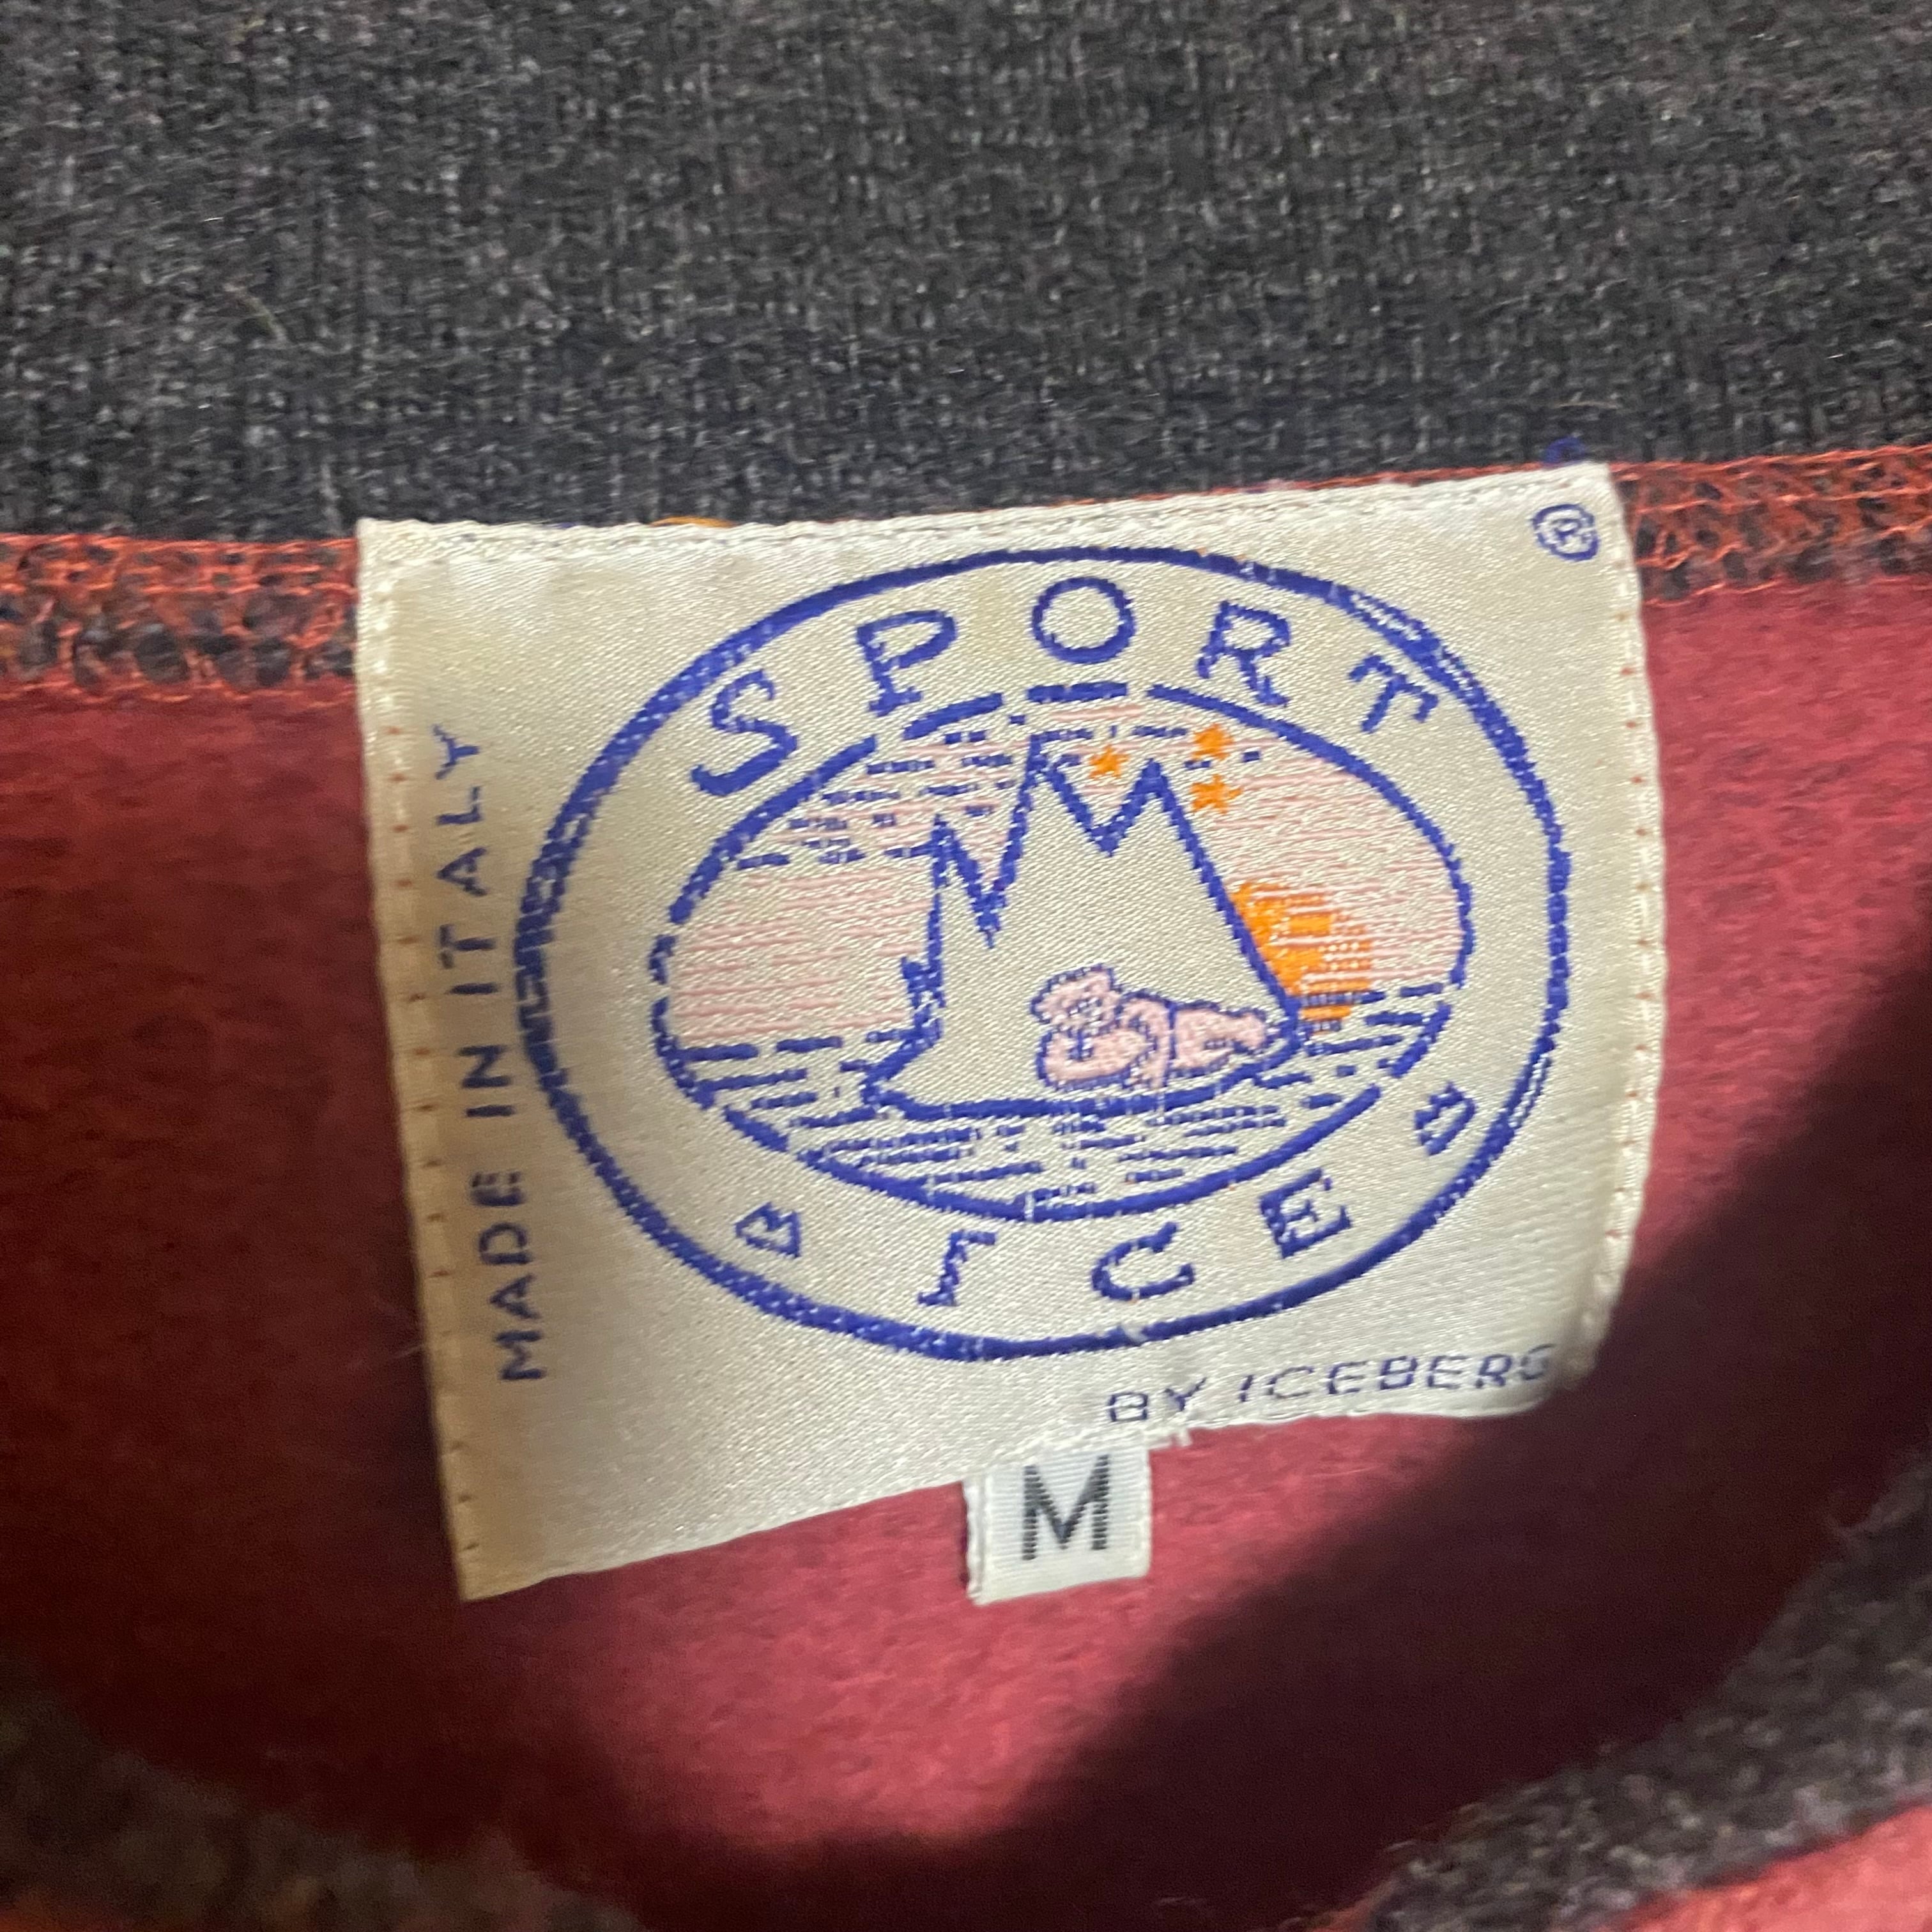 ®
SPORT
ICE
MADE IN ITALY
BY ICEBERG
M